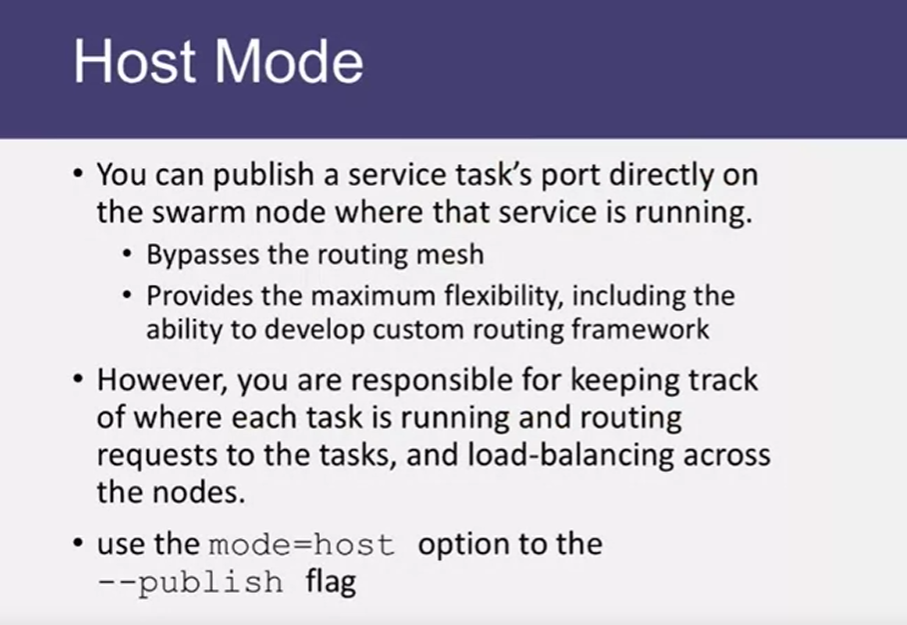 Host Mode
• You can publish a service task’s port directly on
the swarm node where that service is running.
• Bypasses the routing mesh
• Provides the maximum flexibility, including the
ability to develop custom routing framework
• However, you are responsible for keeping track
of where each task is running and routing
requests to the tasks, and load-balancing across
the nodes.
• use the mode=host option to the
--publish flag